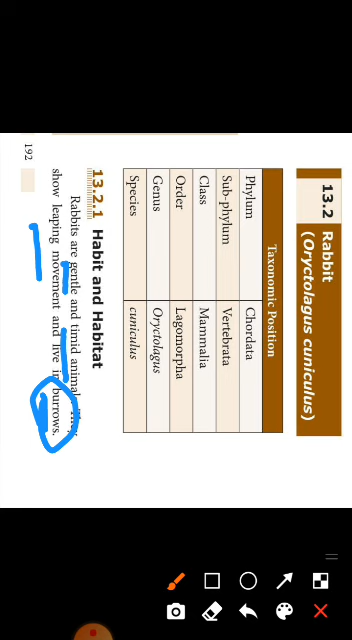 13.2 Rabbit
(Oryctolagus cuniculus)
Taxonomic Position
Phylum Chordata
Sub-phylum Vertebrata
Class Mammalia
Order Lagomorpha
Genus Oryctolagus
Species cuniculus
13.2.1 Habit and Habitat
Rabbits are gentle and timid animals. They
show leaping movement and live in burrows.
192